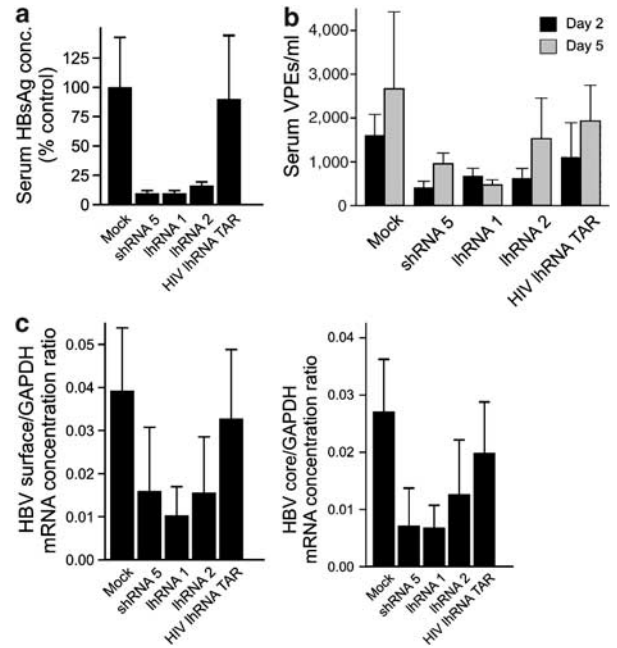 a
Serum HBsAg conc.
(% control)
125
100
75
50
25
0
Mock
shRNA 5
lhRNA 1
lhRNA 2
HIV lhRNA TAR
b
Serum VPEs/ml
4,000
3,000
2,000
1,000
0
Day 2
Day 5
Mock
shRNA 5
lhRNA 1
lhRNA 2
HIV lhRNA TAR
c
HBV surface/GAPDH
mRNA concentration ratio
0.05
0.04
0.03
0.02
0.01
0.00
Mock
shRNA 5
lhRNA 1
lhRNA 2
HIV lhRNA TAR
HBV core/GAPDH
mRNA concentration ratio
0.04
0.03
0.02
0.01
0.00
Mock
shRNA 5
lhRNA 1
lhRNA 2
HIV lhRNA TAR